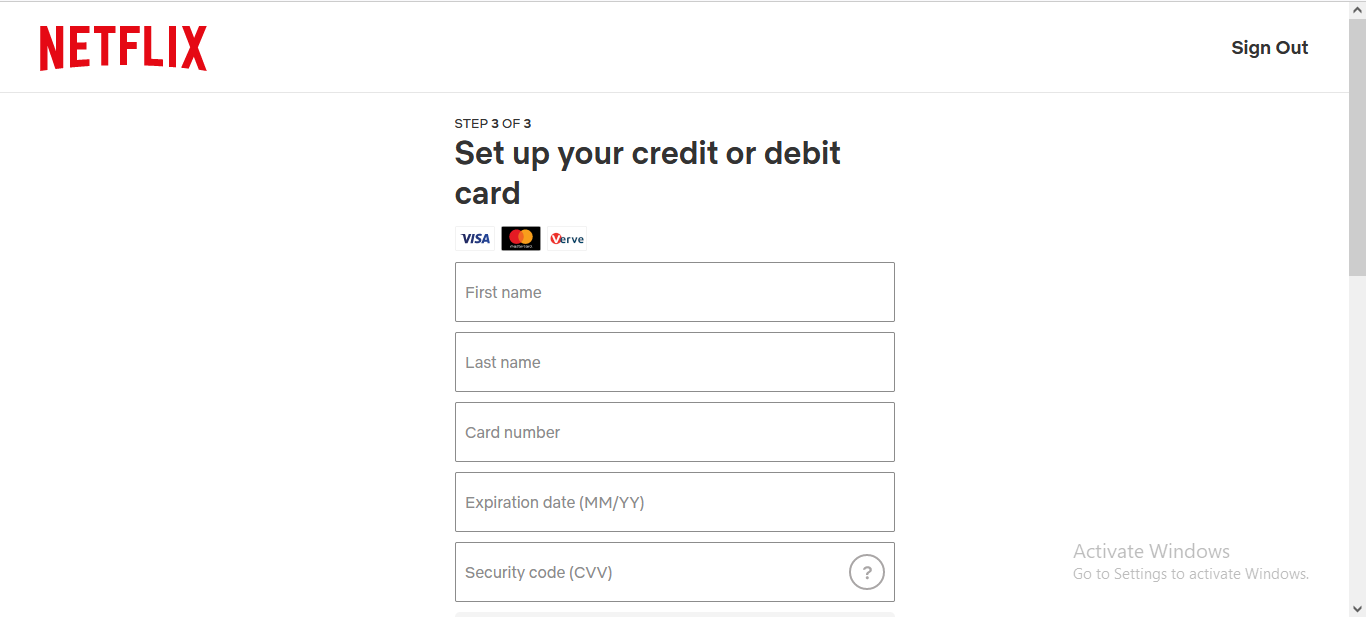 NETFLIX
Sign Out
STEP 3 OF 3
Set up your credit or debit
card
VISA mastercard Verve
First name
Last name
Card number
Expiration date (MM/YY)
Security code (CVV) ?
Activate Windows
Go to Settings to activate Windows.